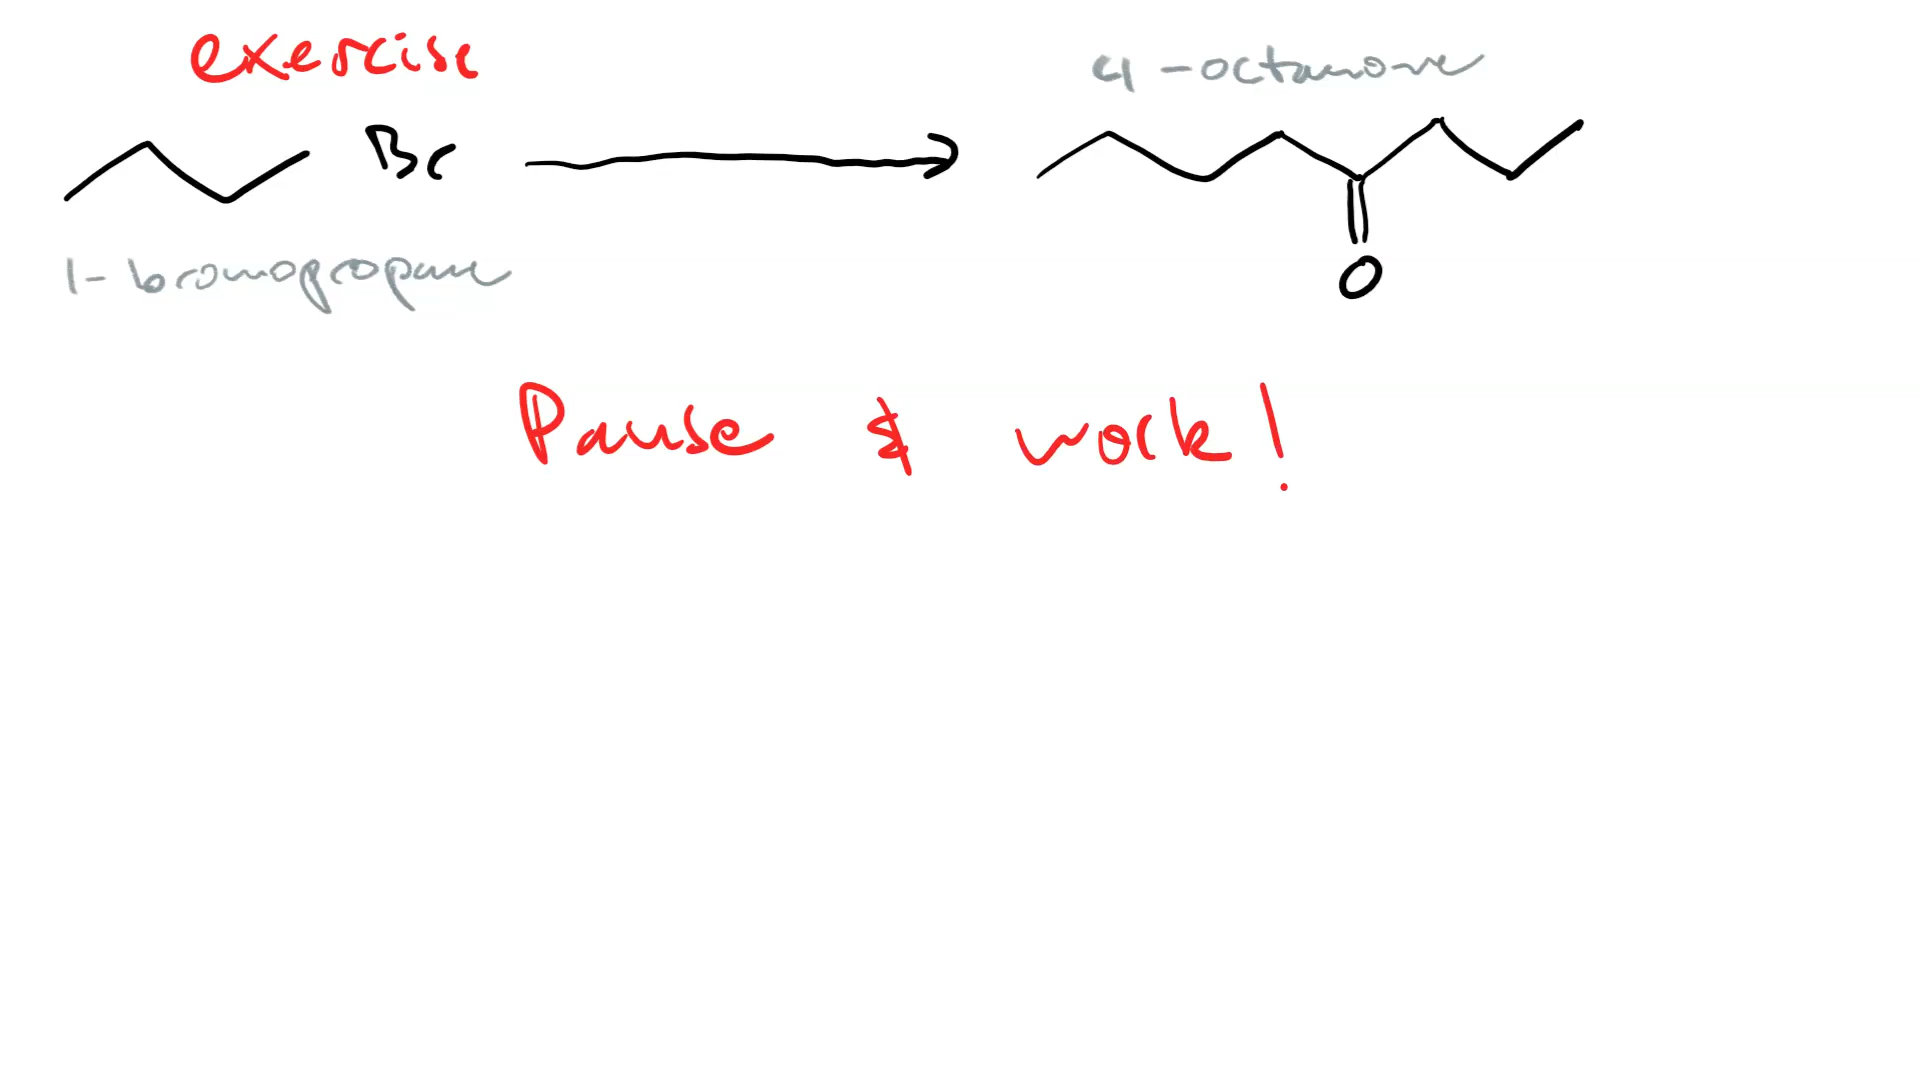 exercise
4-octanone
Br
1-bromopropane
O
Pause & work!